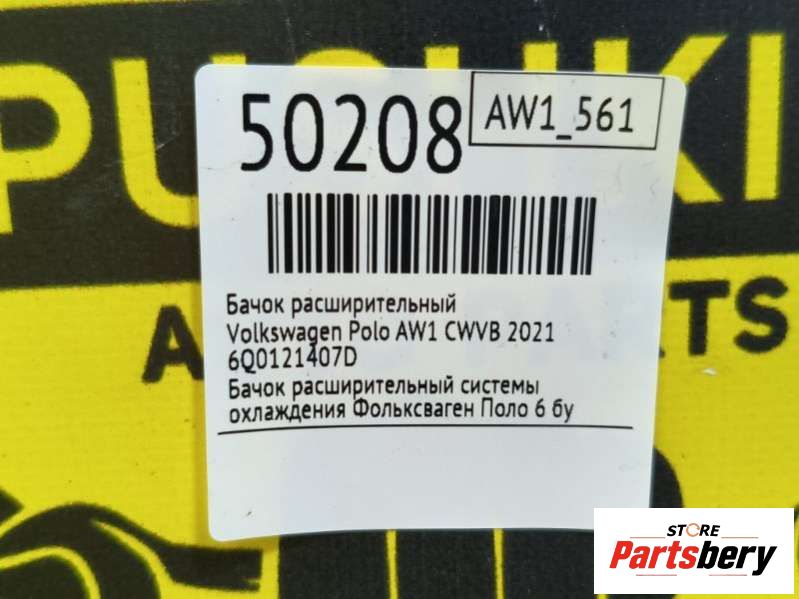 50208
AW1_561
Бачок расширительный
Volkswagen Polo AW1 CWVB 2021
6Q0121407D
Бачок расширительный системы
охлаждения Фольксваген Поло 6 бу
STORE
Partsbery